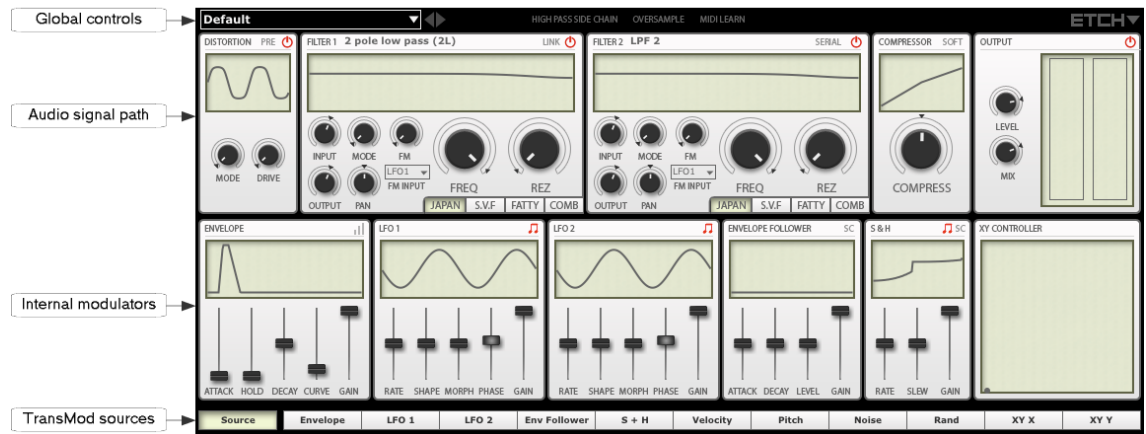 Global controls
Default
HIGH PASS SIDE CHAIN OVERSAMPLE MIDI LEARN
ETCH
Audio signal path
DISTORTION PRE
MODE DRIVE
FILTER 1 2 pole low pass (2L) LINK
INPUT MODE FM
LFO1
FM INPUT
OUTPUT PAN
FREQ REZ
JAPAN S.V.F FATTY COMB
FILTER 2 LPF 2 SERIAL
INPUT MODE FM
LFO1
FM INPUT
OUTPUT PAN
FREQ REZ
JAPAN S.V.F FATTY COMB
COMPRESSOR SOFT
COMPRESS
OUTPUT
LEVEL
MIX
Internal modulators
ENVELOPE
ATTACK HOLD DECAY CURVE GAIN
LFO 1
RATE SHAPE MORPH PHASE GAIN
LFO 2
RATE SHAPE MORPH PHASE GAIN
ENVELOPE FOLLOWER SC
ATTACK DECAY LEVEL GAIN
S & H SC
RATE SLEW GAIN
XY CONTROLLER
TransMod sources
Source Envelope LFO 1 LFO 2 Env Follower S + H Velocity Pitch Noise Rand XY X XY Y